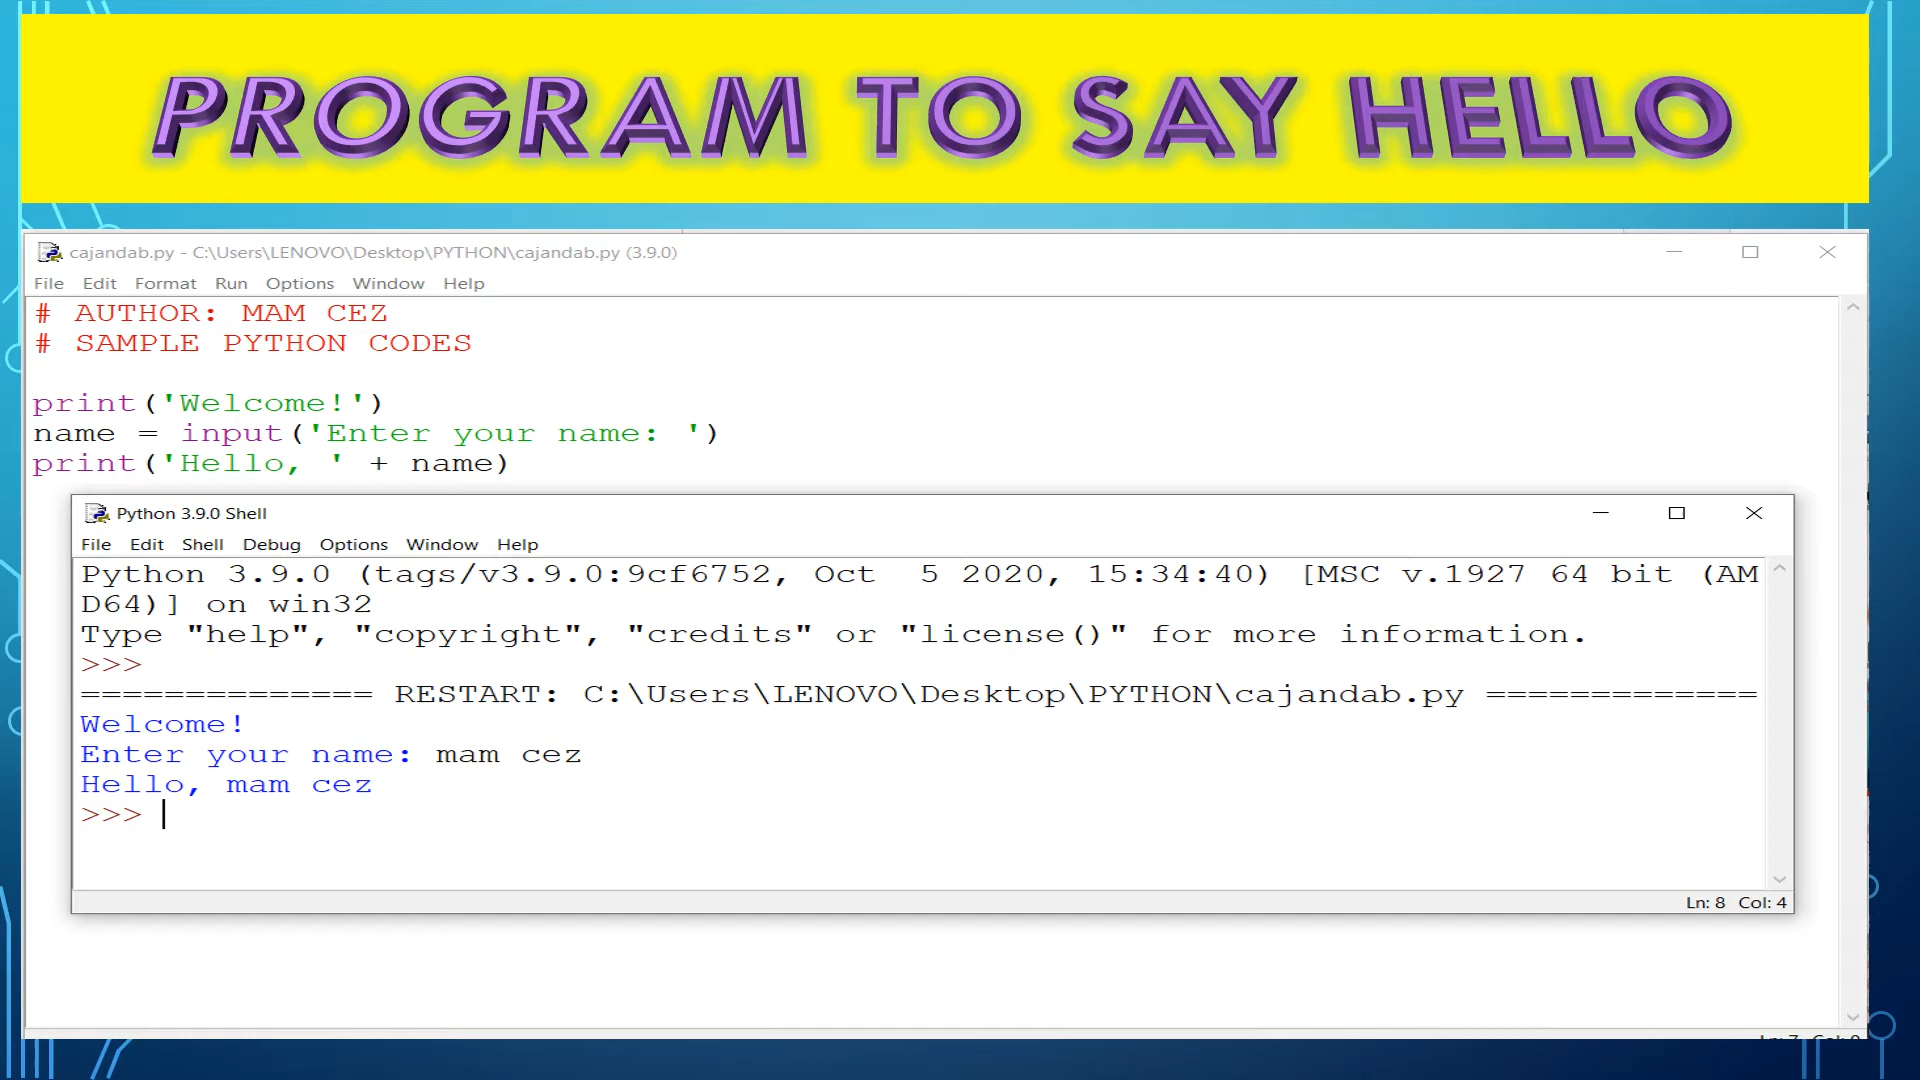 PROGRAM TO SAY HELLO
cajandab.py - C:\Users\LENOVO\Desktop\PYTHON\cajandab.py (3.9.0)
File Edit Format Run Options Window Help
# AUTHOR: MAM CEZ
# SAMPLE PYTHON CODES
print('Welcome!')
name = input('Enter your name: ')
print('Hello, ' + name)
Python 3.9.0 Shell
File Edit Shell Debug Options Window Help
Python 3.9.0 (tags/v3.9.0:9cf6752, Oct  5 2020, 15:34:40) [MSC v.1927 64 bit (AM
D64)] on win32
Type "help", "copyright", "credits" or "license()" for more information.
>>>
============== RESTART: C:\Users\LENOVO\Desktop\PYTHON\cajandab.py =============
Welcome!
Enter your name: mam cez
Hello, mam cez
>>>
Ln: 8 Col: 4